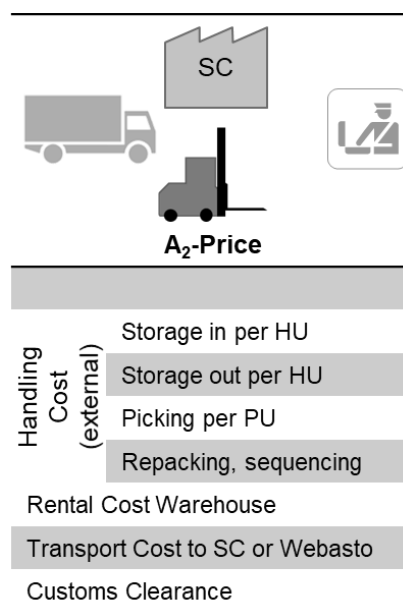 SC
A₂-Price
Handling
Cost
(external)
Storage in per HU
Storage out per HU
Picking per PU
Repacking, sequencing
Rental Cost Warehouse
Transport Cost to SC or Webasto
Customs Clearance